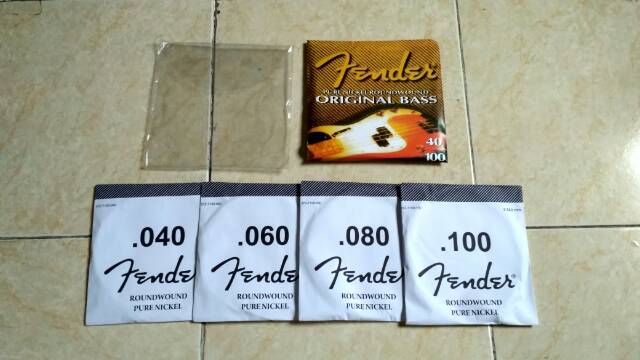 Fender
PURE NICKEL ROUNDWOUND
ORIGINAL BASS
40
100
.040
Fender
ROUNDWOUND
PURE NICKEL
.060
Fender
ROUNDWOUND
PURE NICKEL
.080
Fender
ROUNDWOUND
PURE NICKEL
.100
Fender
ROUNDWOUND
PURE NICKEL